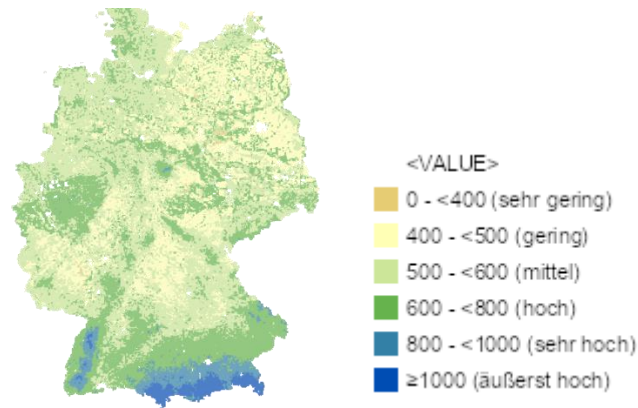 <VALUE>
0 - <400 (sehr gering)
400 - <500 (gering)
500 - <600 (mittel)
600 - <800 (hoch)
800 - <1000 (sehr hoch)
≥1000 (äußerst hoch)